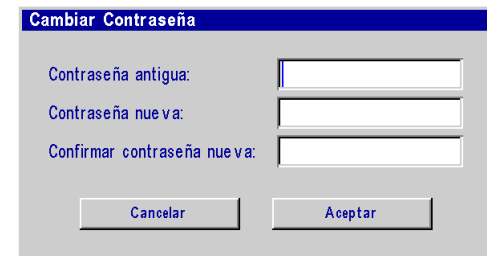 Cambiar Contraseña
Contraseña antigua:
Contraseña nueva:
Confirmar contraseña nueva:
Cancelar Aceptar